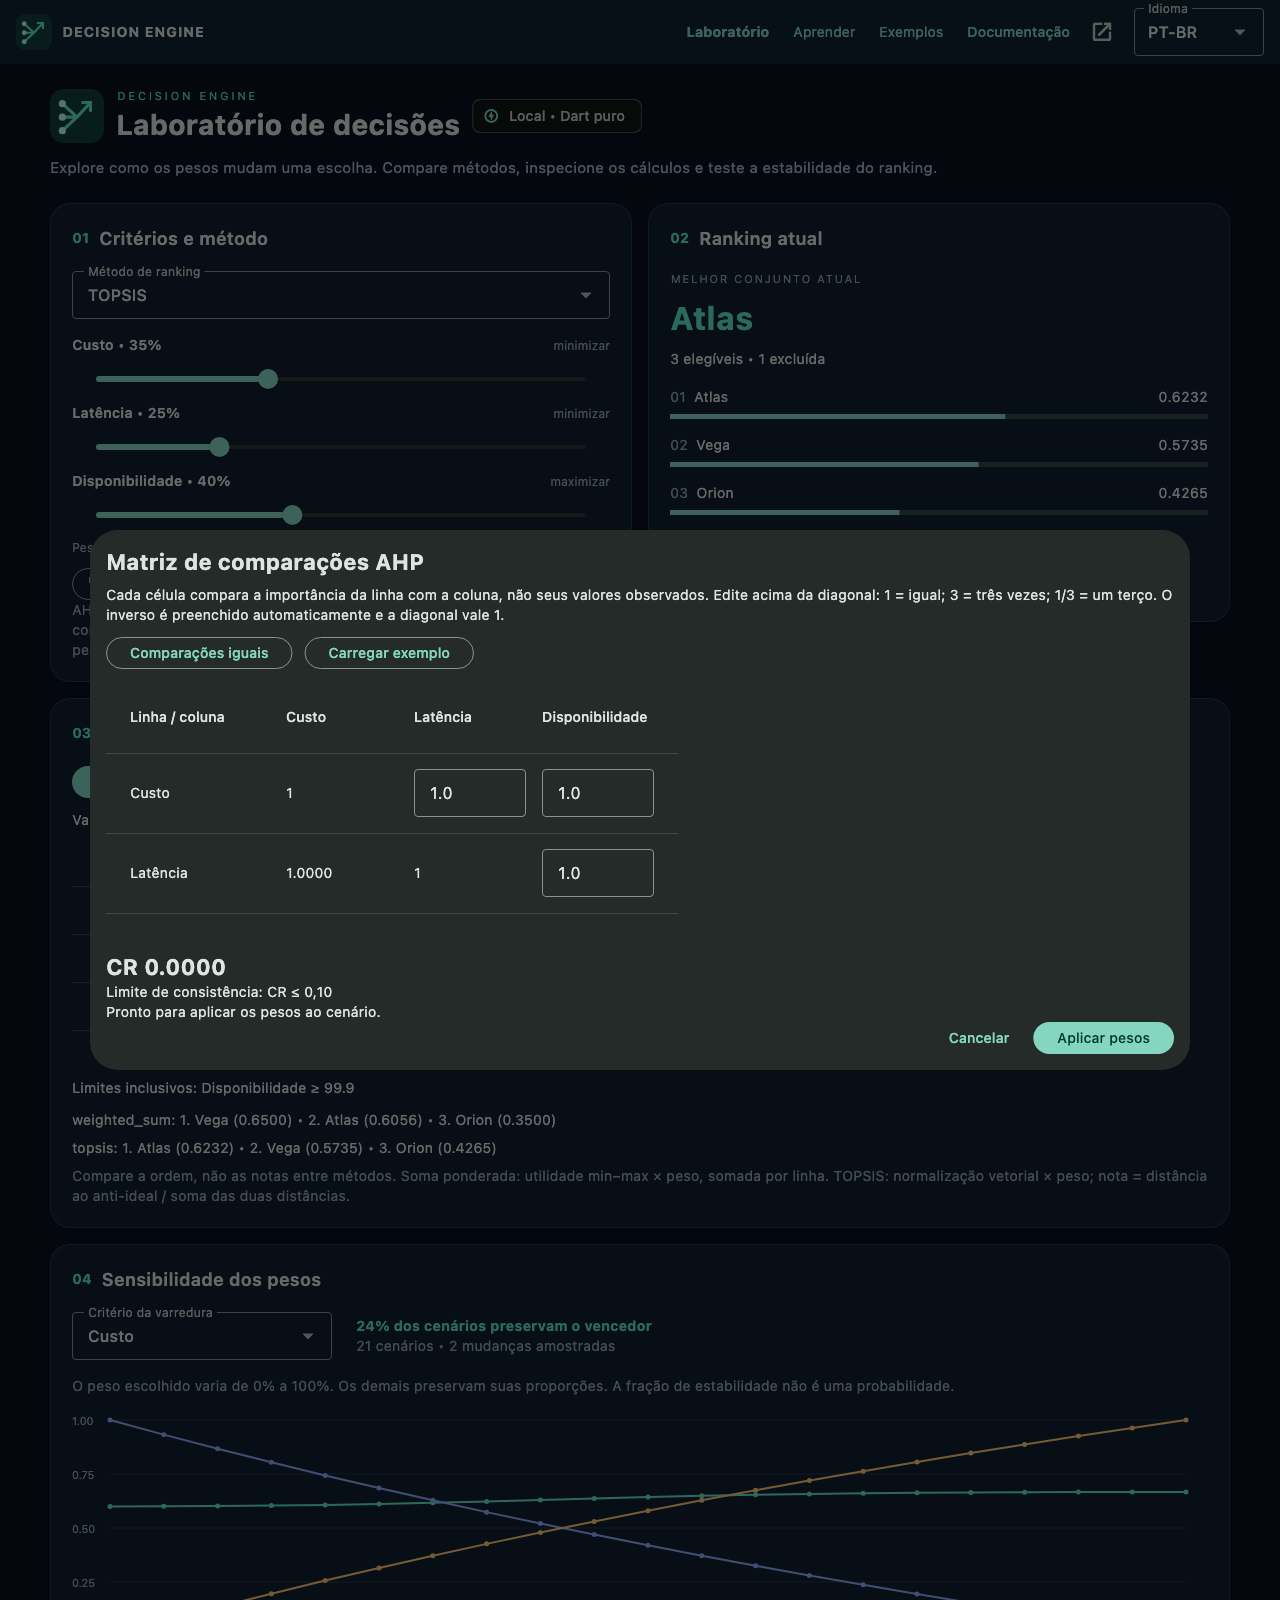 DECISION ENGINE
Laboratório
Aprender
Exemplos
Documentação
Idioma
PT-BR
DECISION ENGINE
Laboratório de decisões
Local • Dart puro
Explore como os pesos mudam uma escolha. Compare métodos, inspecione os cálculos e teste a estabilidade do ranking.
01 Critérios e método
Método de ranking
TOPSIS
Custo • 35%
minimizar
Latência • 25%
minimizar
Disponibilidade • 40%
maximizar
02 Ranking atual
MELHOR CONJUNTO ATUAL
Atlas
3 elegíveis • 1 excluída
01 Atlas
0.6232
02 Vega
0.5735
03 Orion
0.4265
Matriz de comparações AHP
Cada célula compara a importância da linha com a coluna, não seus valores observados. Edite acima da diagonal: 1 = igual; 3 = três vezes; 1/3 = um terço. O
inverso é preenchido automaticamente e a diagonal vale 1.
Comparações iguais
Carregar exemplo
Linha / coluna
Custo
Latência
Disponibilidade
Custo
1
1.0
1.0
Latência
1.0000
1
1.0
CR 0.0000
Limite de consistência: CR ≤ 0,10
Pronto para aplicar os pesos ao cenário.
Cancelar
Aplicar pesos
03
Limites inclusivos: Disponibilidade ≥ 99.9
weighted_sum: 1. Vega (0.6500) • 2. Atlas (0.6056) • 3. Orion (0.3500)
topsis: 1. Atlas (0.6232) • 2. Vega (0.5735) • 3. Orion (0.4265)
Compare a ordem, não as notas entre métodos. Soma ponderada: utilidade min–max × peso, somada por linha. TOPSIS: normalização vetorial × peso; nota = distância
ao anti-ideal / soma das duas distâncias.
04 Sensibilidade dos pesos
Critério da varredura
Custo
24% dos cenários preservam o vencedor
21 cenários • 2 mudanças amostradas
O peso escolhido varia de 0% a 100%. Os demais preservam suas proporções. A fração de estabilidade não é uma probabilidade.
1.00
0.75
0.50
0.25